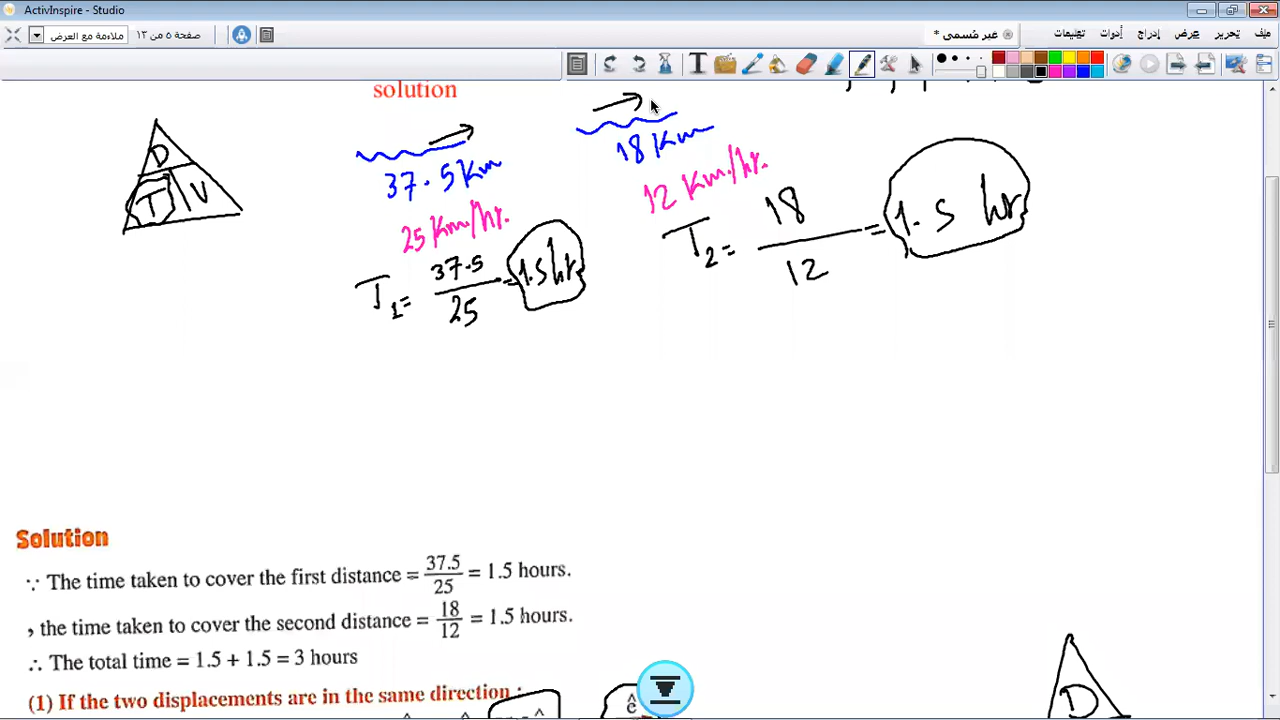 ActivInspire - Studio
ملف تحرير عرض إدراج أدوات تعليمات
غير مُسمى *
صفحة ٥ من ١٣
ملاءمة مع العرض
solution
D
T V
37.5 Km
25 Km/hr.
T1 = 37.5 / 25 = 1.5 hr
18 Km
12 Km./hr.
T2 = 18 / 12 = 1.5 hr
Solution
∵ The time taken to cover the first distance = 37.5 / 25 = 1.5 hours.
, the time taken to cover the second distance = 18 / 12 = 1.5 hours.
∴ The total time = 1.5 + 1.5 = 3 hours
(1) If the two displacements are in the same direction :
ê
D